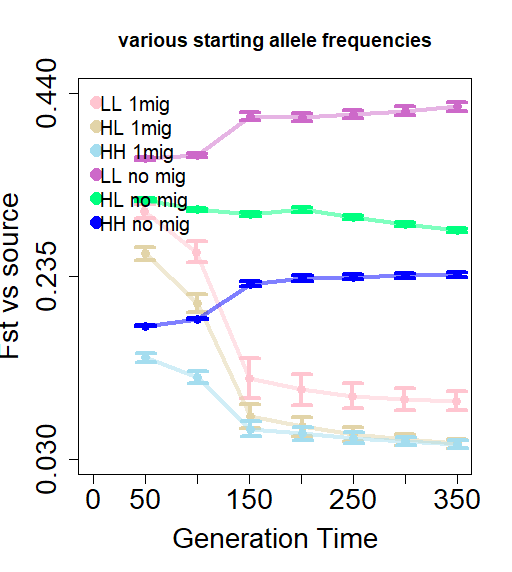 various starting allele frequencies
Fst vs source
0.440
0.235
0.030
LL 1mig
HL 1mig
HH 1mig
LL no mig
HL no mig
HH no mig
0 50 150 250 350
Generation Time